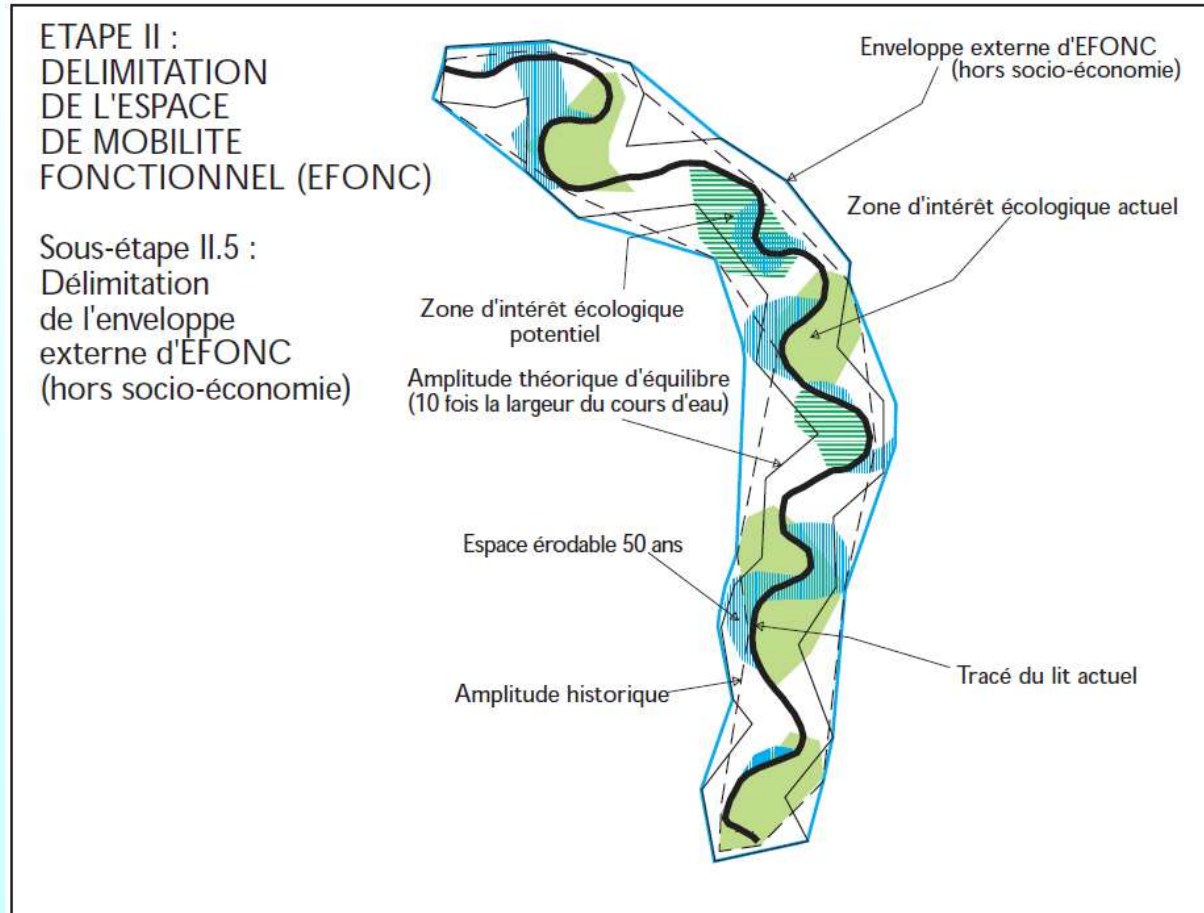 ETAPE II :
DELIMITATION
DE L'ESPACE
DE MOBILITE
FONCTIONNEL (EFONC)
Sous-étape II.5 :
Délimitation
de l'enveloppe
externe d'EFONC
(hors socio-économie)
Enveloppe externe d'EFONC
(hors socio-économie)
Zone d'intérêt écologique actuel
Zone d'intérêt écologique
potentiel
Amplitude théorique d'équilibre
(10 fois la largeur du cours d'eau)
Espace érodable 50 ans
Amplitude historique
Tracé du lit actuel